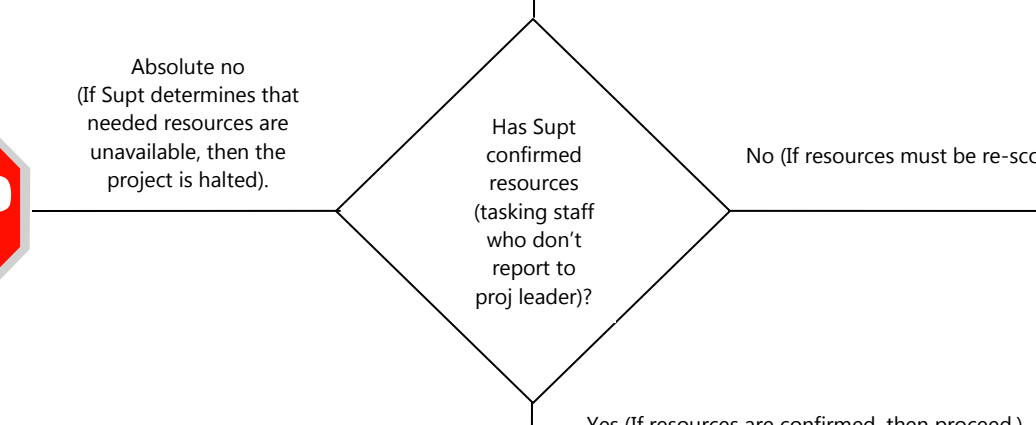 Absolute no
(If Supt determines that
needed resources are
unavailable, then the
project is halted).
Has Supt
confirmed
resources
(tasking staff
who don't
report to
proj leader)?
No (If resources must be
Yes (If resources are confirmed, then proceed.)